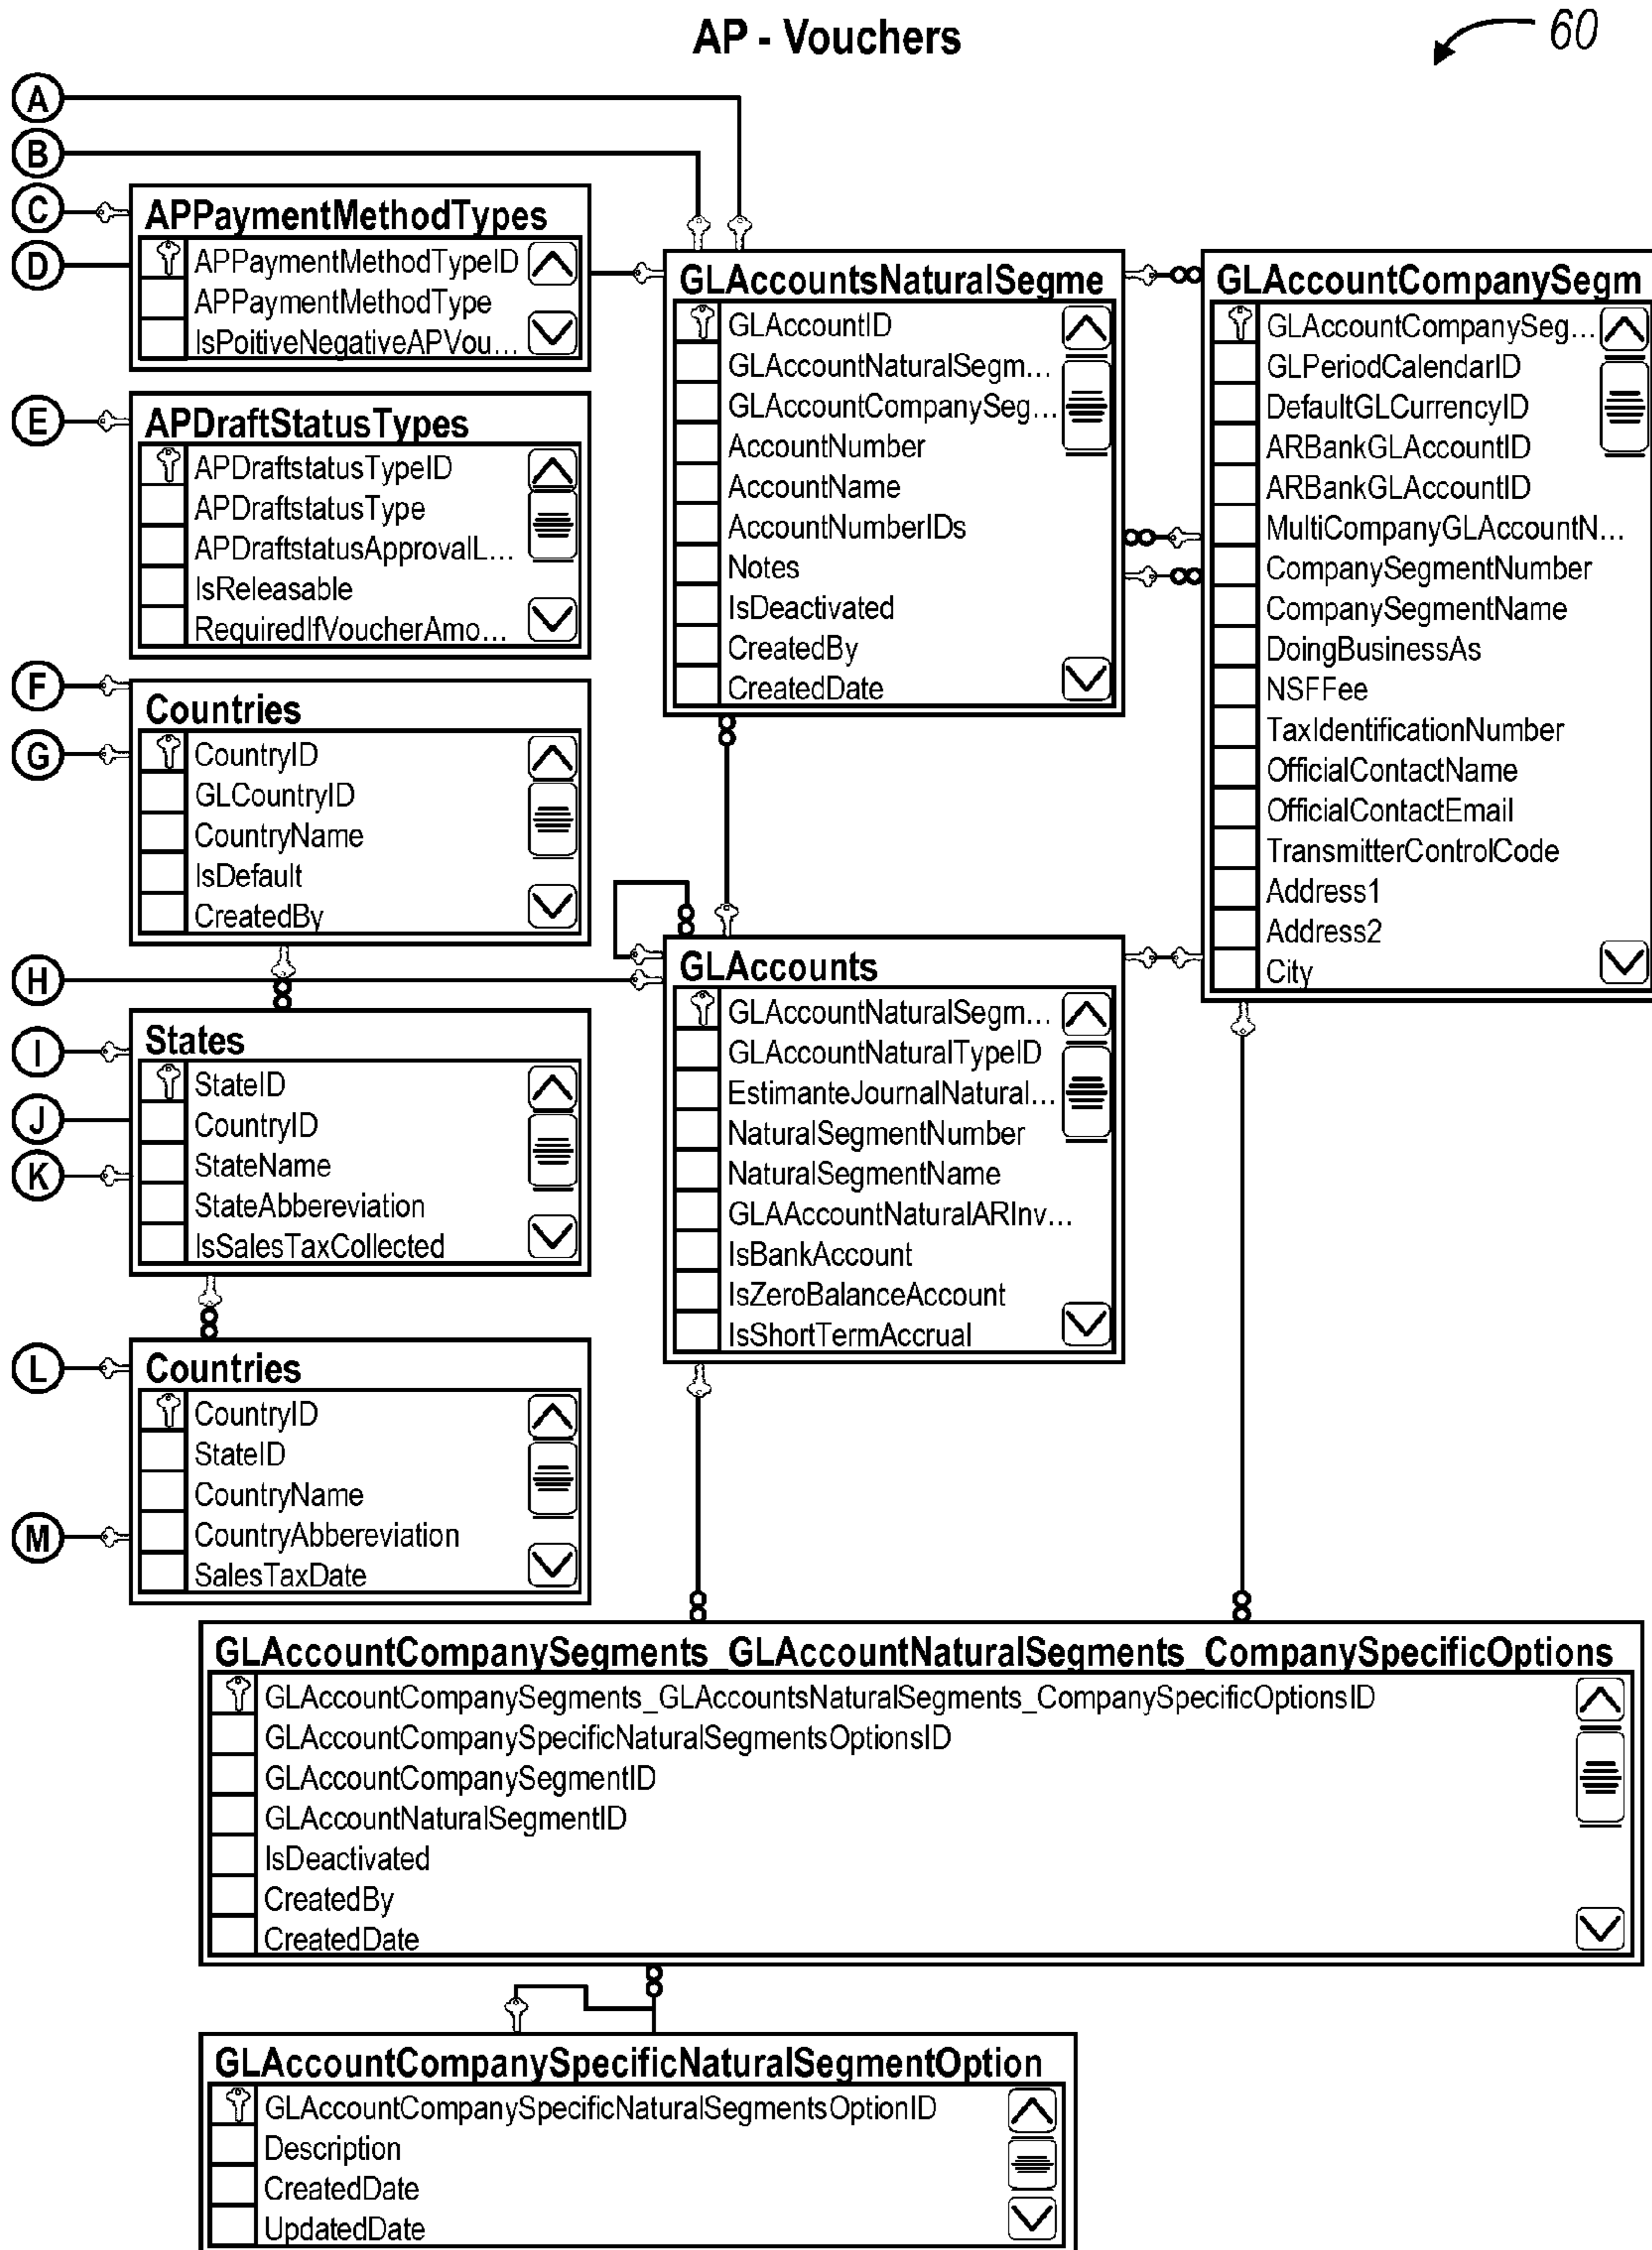 AP - Vouchers
60
A
B
C
D
E
F
G
H
I
J
K
L
M
APPaymentMethodTypes
APPaymentMethodTypeID
APPaymentMethodType
IsPoitiveNegativeAPVou...
APDraftStatusTypes
APDraftstatusTypeID
APDraftstatusType
APDraftstatusApprovalL...
IsReleasable
RequiredIfVoucherAmo...
Countries
CountryID
GLCountryID
CountryName
IsDefault
CreatedBy
States
StateID
CountryID
StateName
StateAbbereviation
IsSalesTaxCollected
Countries
CountryID
StateID
CountryName
CountryAbbereviation
SalesTaxDate
GLAccountsNaturalSegme
GLAccountID
GLAccountNaturalSegm...
GLAccountCompanySeg...
AccountNumber
AccountName
AccountNumberIDs
Notes
IsDeactivated
CreatedBy
CreatedDate
GLAccounts
GLAccountNaturalSegm...
GLAccountNaturalTypeID
EstimanteJournalNatural...
NaturalSegmentNumber
NaturalSegmentName
GLAAccountNaturalARInv...
IsBankAccount
IsZeroBalanceAccount
IsShortTermAccrual
GLAccountCompanySegm
GLAccountCompanySeg...
GLPeriodCalendarID
DefaultGLCurrencyID
ARBankGLAccountID
ARBankGLAccountID
MultiCompanyGLAccountN...
CompanySegmentNumber
CompanySegmentName
DoingBusinessAs
NSFFee
TaxIdentificationNumber
OfficialContactName
OfficialContactEmail
TransmitterControlCode
Address1
Address2
City
GLAccountCompanySegments_GLAccountNaturalSegments_CompanySpecificOptions
GLAccountCompanySegments_GLAccountsNaturalSegments_CompanySpecificOptionsID
GLAccountCompanySpecificNaturalSegmentsOptionsID
GLAccountCompanySegmentID
GLAccountNaturalSegmentID
IsDeactivated
CreatedBy
CreatedDate
GLAccountCompanySpecificNaturalSegmentOption
GLAccountCompanySpecificNaturalSegmentsOptionID
Description
CreatedDate
UpdatedDate